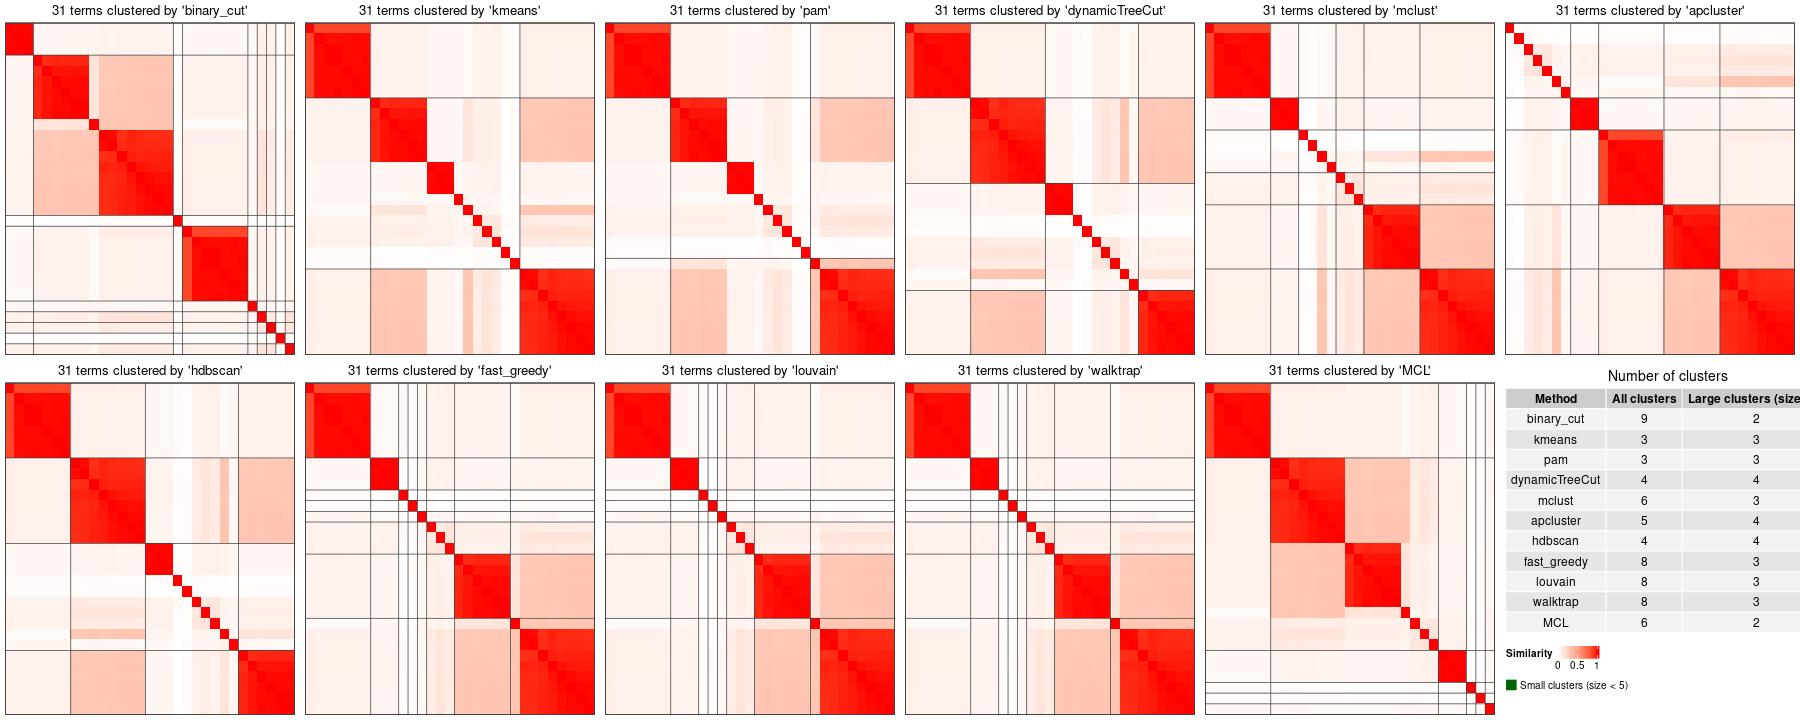 31 terms clustered by 'binary_cut'
31 terms clustered by 'kmeans'
31 terms clustered by 'pam'
31 terms clustered by 'dynamicTreeCut'
31 terms clustered by 'mclust'
31 terms clustered by 'apcluster'
31 terms clustered by 'hdbscan'
31 terms clustered by 'fast_greedy'
31 terms clustered by 'louvain'
31 terms clustered by 'walktrap'
31 terms clustered by 'MCL'
Number of clusters
Method All clusters Large clusters (size
binary_cut 9 2
kmeans 3 3
pam 3 3
dynamicTreeCut 4 4
mclust 6 3
apcluster 5 4
hdbscan 4 4
fast_greedy 8 3
louvain 8 3
walktrap 8 3
MCL 6 2
Similarity
0 0.5 1
Small clusters (size < 5)